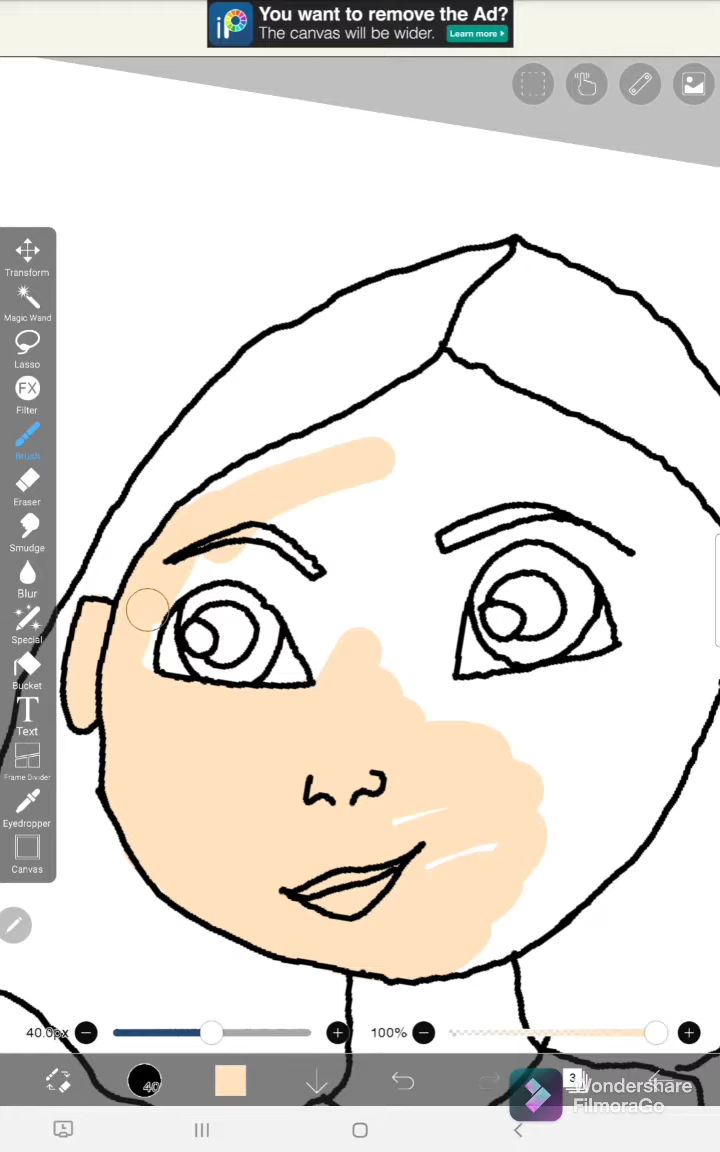 iP
You want to remove the Ad?
The canvas will be wider.
Learn more
Transform
Magic Wand
Lasso
FX
Filter
Brush
Eraser
Smudge
Blur
Special
Bucket
T
Text
Frame Divider
Eyedropper
Canvas
40.0px
100%
40
3
Wondershare
FilmoraGo